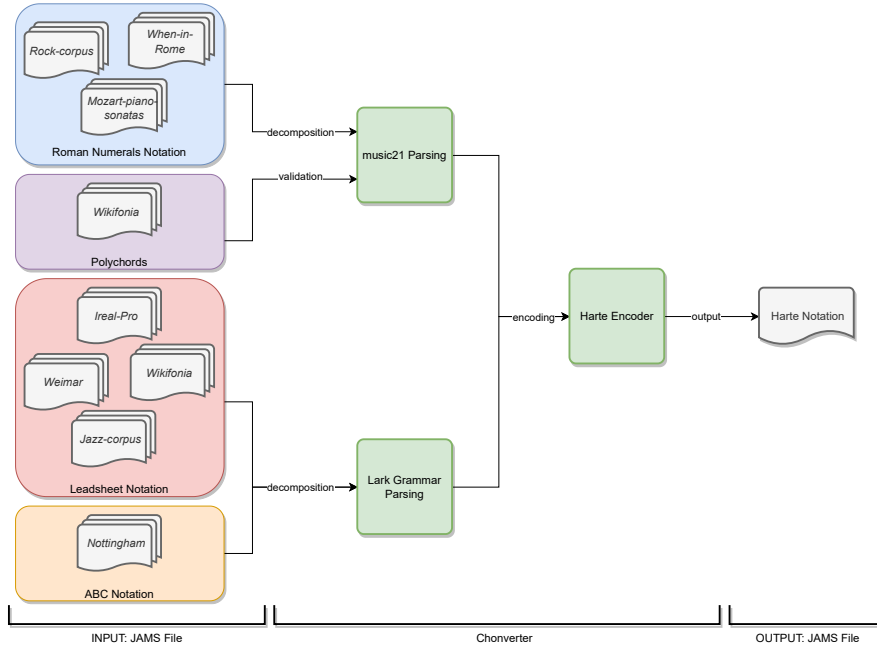 Rock-corpus
When-in-
Rome
Mozart-piano-
sonatas
Roman Numerals Notation
decomposition
music21 Parsing
validation
Wikifonia
Polychords
Ireal-Pro
Weimar
Wikifonia
Jazz-corpus
Leadsheet Notation
encoding
Harte Encoder
output
Harte Notation
decomposition
Lark Grammar
Parsing
Nottingham
ABC Notation
INPUT: JAMS File
Chonverter
OUTPUT: JAMS File